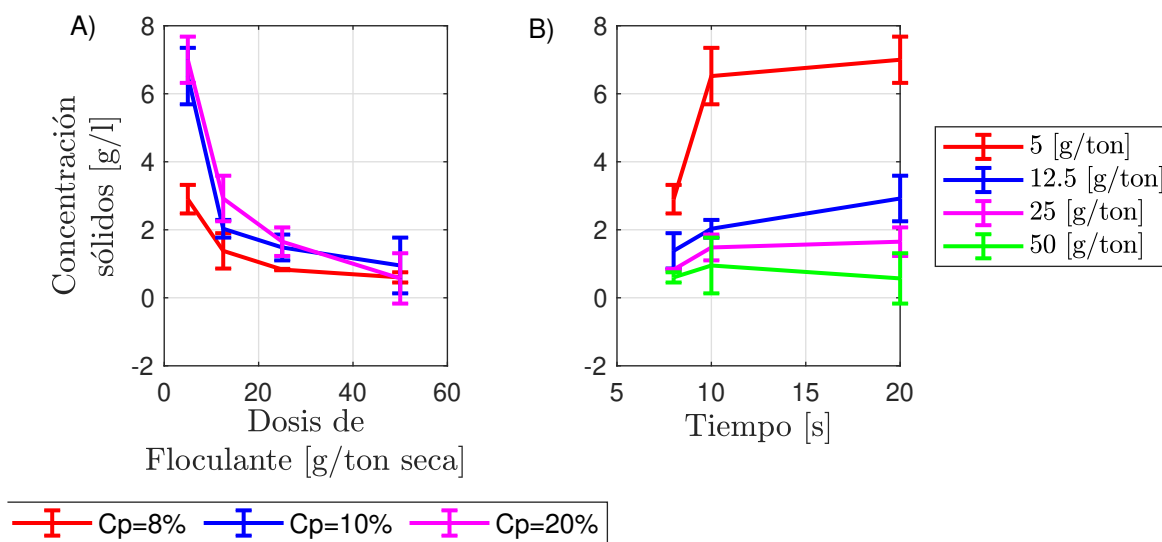 A)
8
6
4
2
0
-2
0
20
40
60
Concentración
sólidos [g/l]
Dosis de
Floculante [g/ton seca]
B)
8
6
4
2
0
-2
5
10
15
20
Tiempo [s]
5 [g/ton]
12.5 [g/ton]
25 [g/ton]
50 [g/ton]
Cp=8%
Cp=10%
Cp=20%